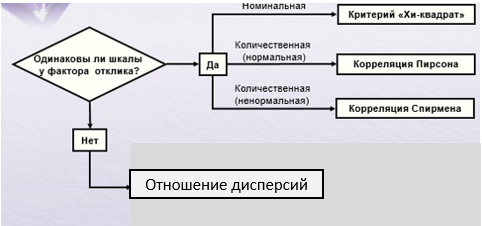 Номинальная
Критерий «Хи-квадрат»
Одинаковы ли шкалы
у фактора отклика?
Да
Количественная
(нормальная)
Корреляция Пирсона
Количественная
(ненормальная)
Корреляция Спирмена
Нет
Отношение дисперсий